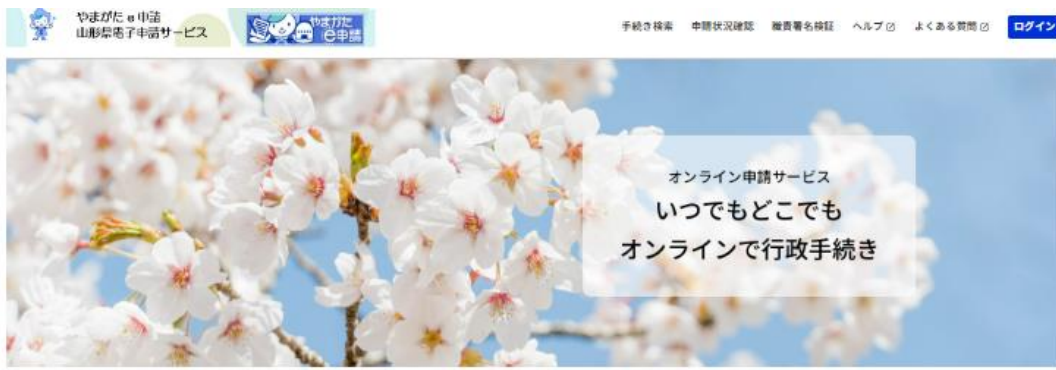 やまがた e 申請
山形県電子申請サービス
やまがた
e申請
手続き検索 申請状況確認 職責署名検証 ヘルプ よくある質問 ログイン
オンライン申請サービス
いつでもどこでも
オンラインで行政手続き